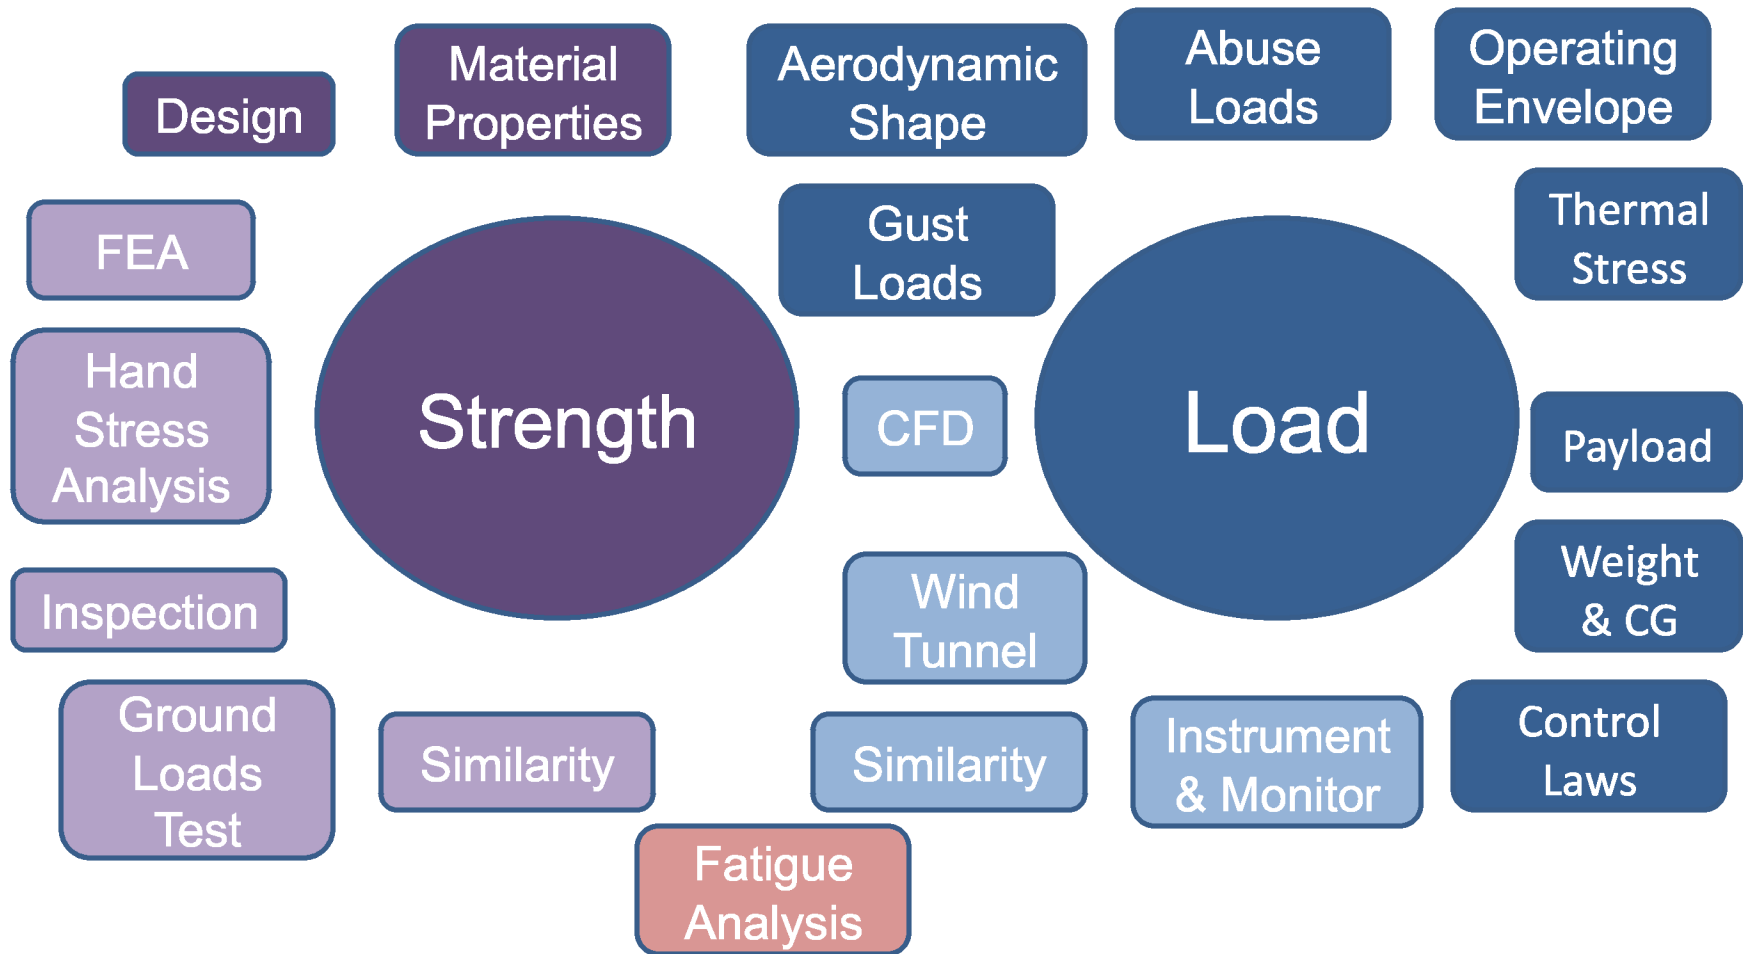 Design
Material
Properties
Aerodynamic
Shape
Abuse
Loads
Operating
Envelope
FEA
Gust
Loads
Thermal
Stress
Hand
Stress
Analysis
Strength
CFD
Load
Payload
Inspection
Wind
Tunnel
Weight
& CG
Ground
Loads
Test
Similarity
Similarity
Instrument
& Monitor
Control
Laws
Fatigue
Analysis